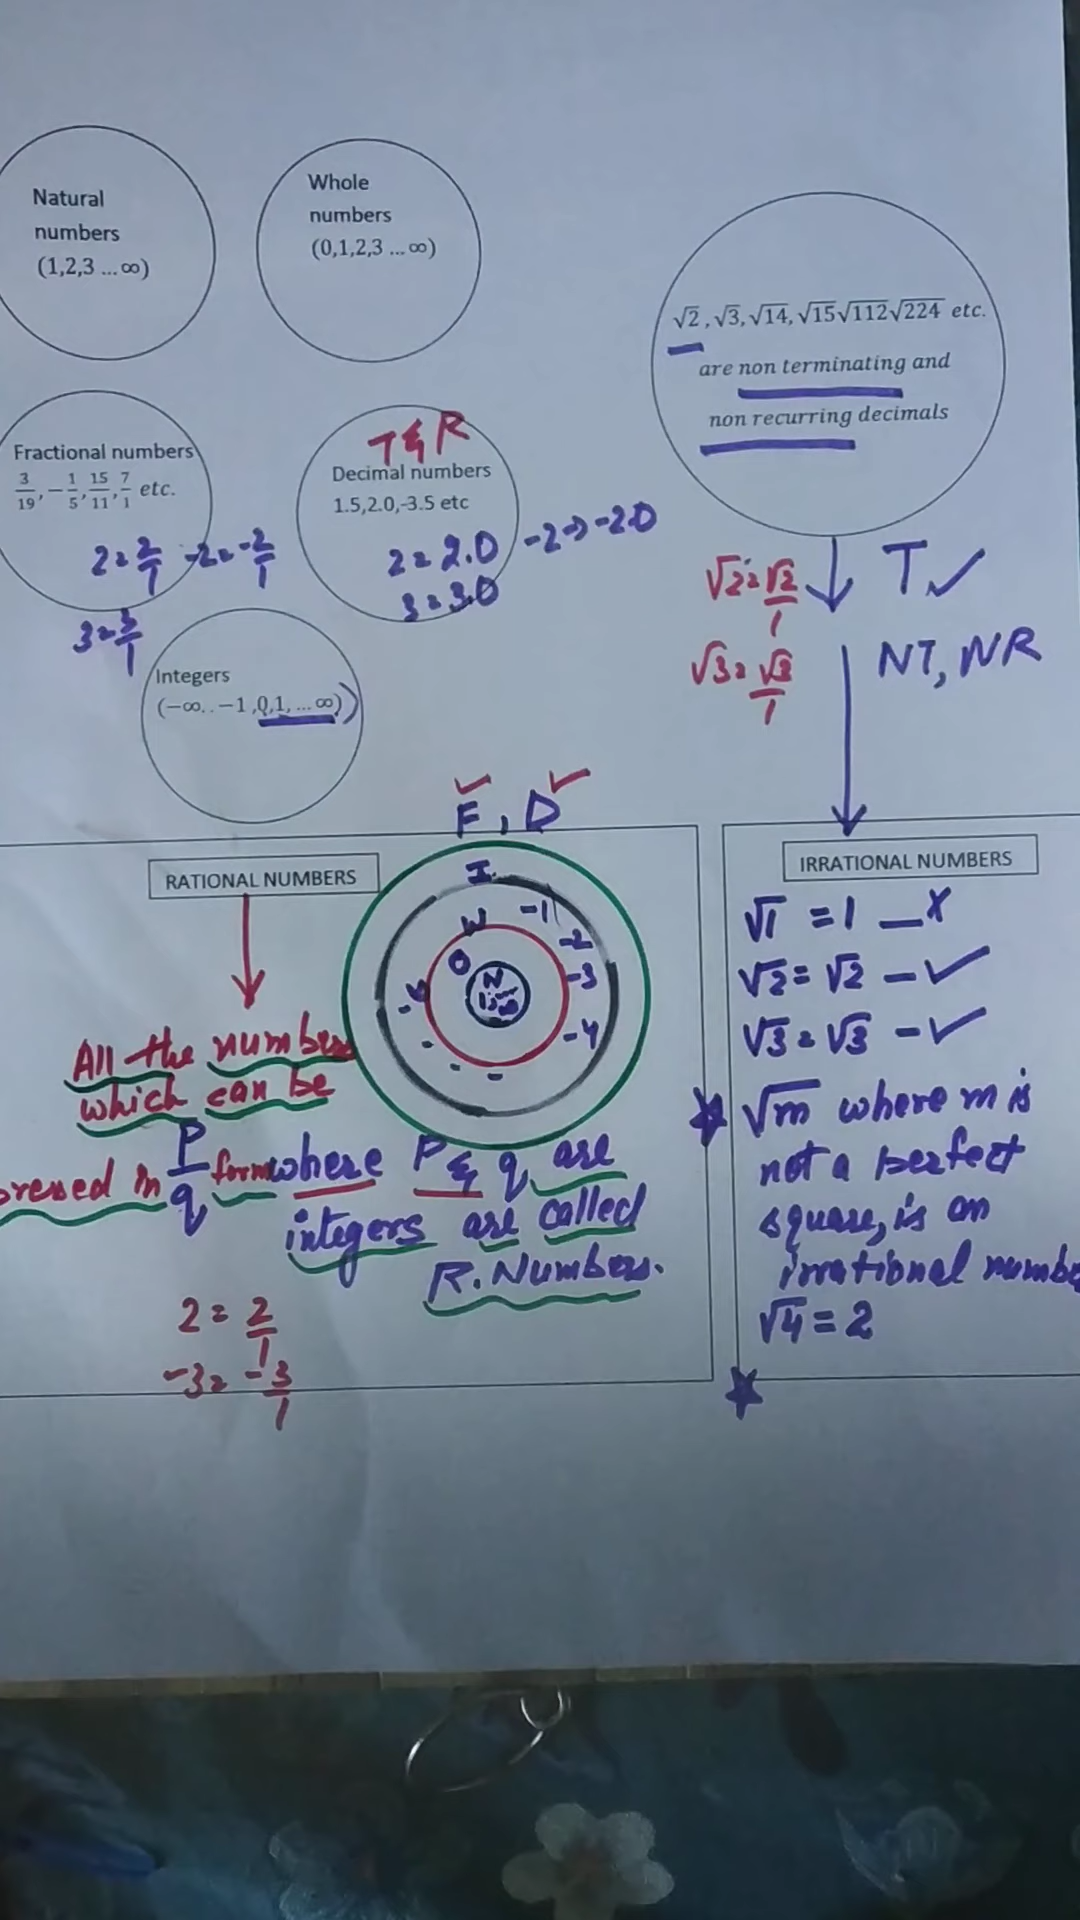 Natural
numbers
(1,2,3 ... ∞)
Whole
numbers
(0,1,2,3 ... ∞)
√2 , √3, √14, √15√112√224 etc.
are non terminating and
non recurring decimals
Fractional numbers
3/19, −1/5, 15/11, 7/1 etc.
2 = 2/1 -2 = -2/1
3 = 3/1
T & R
Decimal numbers
1.5,2.0,-3.5 etc
2 = 2.0 -2 → -2.0
3 = 3.0
√2 = √2/1
√3 = √3/1
T ✓
NT, NR
Integers
(−∞. . −1 ,0,1, ... ∞)
✓ ✓
F, D
RATIONAL NUMBERS
I
-1
W
-2
0
N
-3
-4
All the numbers
which can be
P/q form where P & q are
integers are called
R. Numbers.
2 = 2/1
-3 = -3/1
IRRATIONAL NUMBERS
√1 = 1 – x
√2 = √2 – ✓
√3 = √3 – ✓
√m where m is
not a perfect
square, is an
irrational
√4 = 2